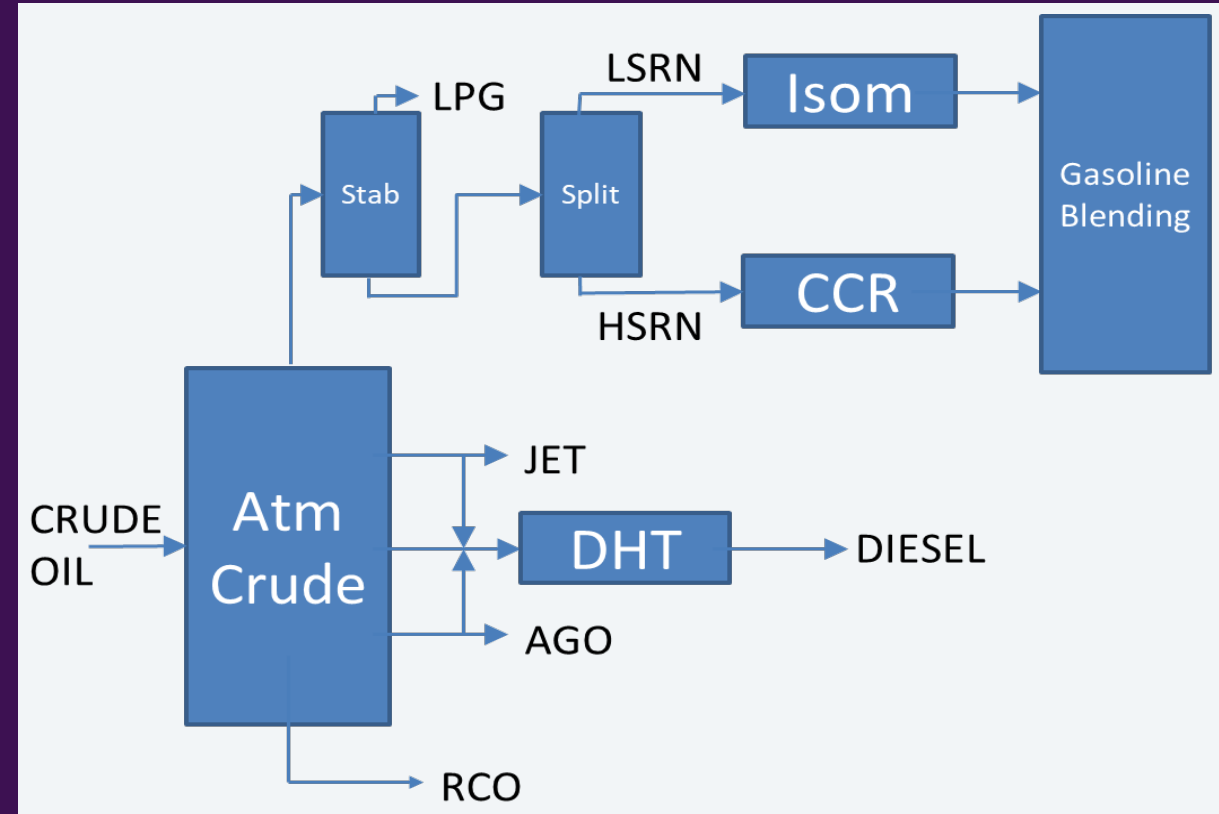 LSRN
Isom
LPG
Stab
Split
Gasoline
Blending
CCR
HSRN
JET
Atm
Crude
CRUDE
OIL
DHT
DIESEL
AGO
RCO